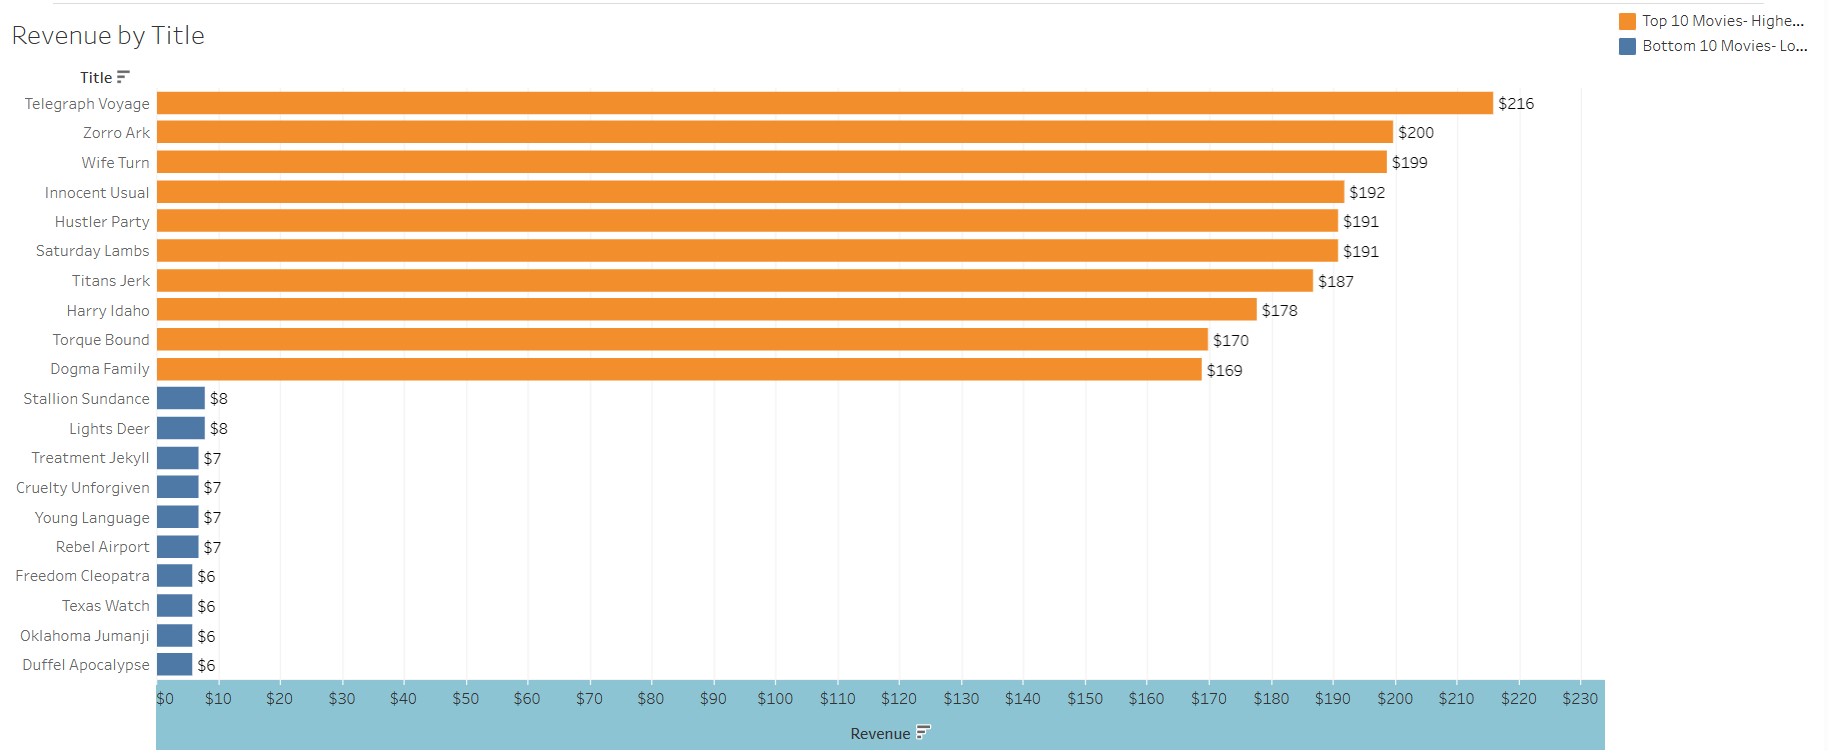 Revenue by Title
Top 10 Movies- Highe...
Bottom 10 Movies- Lo...
Title
Telegraph Voyage $216
Zorro Ark $200
Wife Turn $199
Innocent Usual $192
Hustler Party $191
Saturday Lambs $191
Titans Jerk $187
Harry Idaho $178
Torque Bound $170
Dogma Family $169
Stallion Sundance $8
Lights Deer $8
Treatment Jekyll $7
Cruelty Unforgiven $7
Young Language $7
Rebel Airport $7
Freedom Cleopatra $6
Texas Watch $6
Oklahoma Jumanji $6
Duffel Apocalypse $6
$0 $10 $20 $30 $40 $50 $60 $70 $80 $90 $100 $110 $120 $130 $140 $150 $160 $170 $180 $190 $200 $210 $220 $230
Revenue